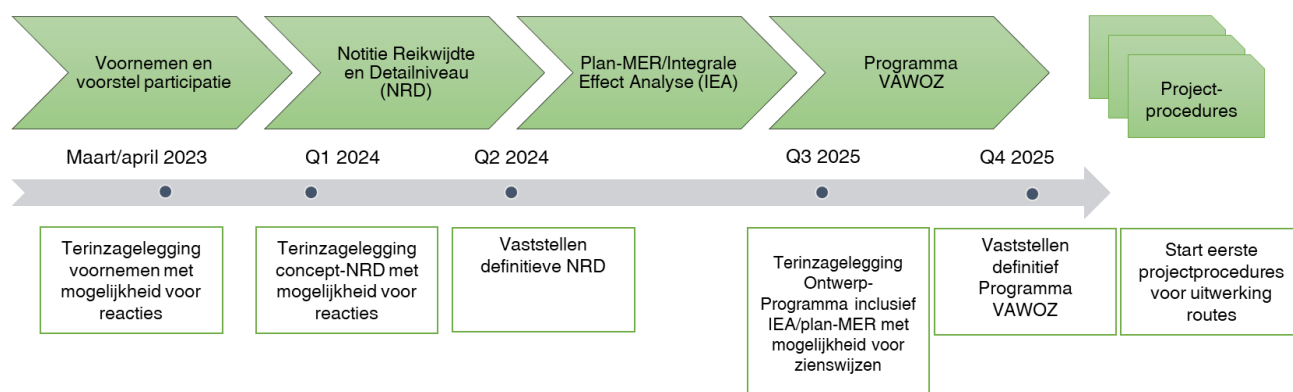 Voornemen en
voorstel participatie
Notitie Reikwijdte
en Detailniveau
(NRD)
Plan-MER/Integrale
Effect Analyse (IEA)
Programma
VAWOZ
Project-
procedures
Maart/april 2023
Q1 2024
Q2 2024
Q3 2025
Q4 2025
Terinzagelegging
voornemen met
mogelijkheid voor
reacties
Terinzagelegging
concept-NRD met
mogelijkheid voor
reacties
Vaststellen
definitieve NRD
Terinzagelegging
Ontwerp-
Programma inclusief
IEA/plan-MER met
mogelijkheid voor
zienswijzen
Vaststellen
definitief
Programma
VAWOZ
Start eerste
projectprocedures
voor uitwerking
routes